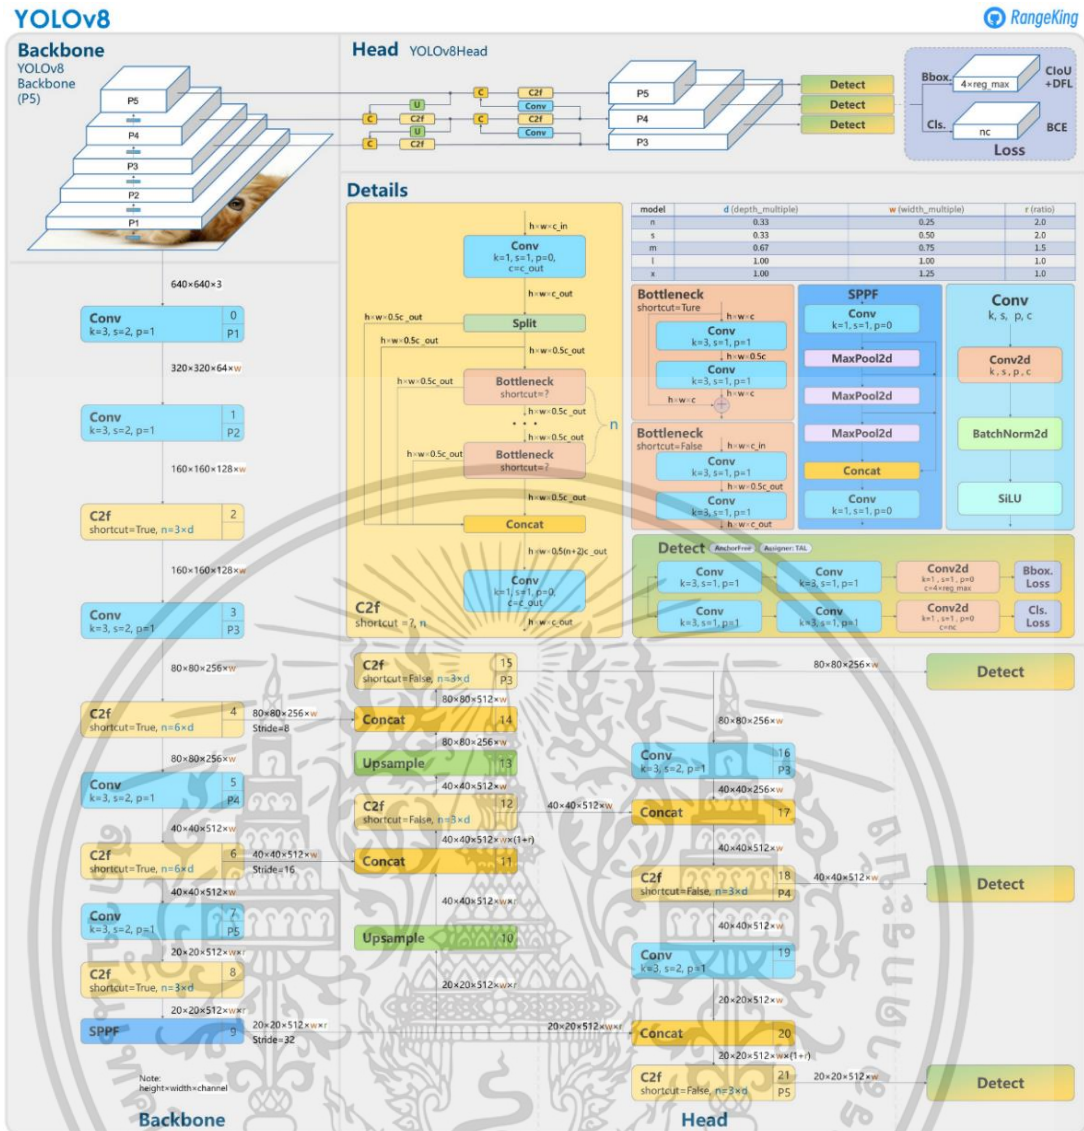 YOLOv8
RangeKing
Backbone
YOLOv8
Backbone
(P5)
P5
P4
P3
P2
P1
Head YOLOv8Head
C
C2f
U
Conv
C
C2f
C
C2f
U
Conv
C
C2f
P5
P4
P3
Detect
Detect
Detect
Bbox.
4×reg_max
CIoU
+DFL
Cls.
nc
BCE
Loss
Details
h×w×c_in
Conv
k=1, s=1, p=0,
c=c_out
h×w×c_out
h×w×0.5c_out
Split
h×w×0.5c_out
h×w×0.5c_out
Bottleneck
shortcut=?
h×w×0.5c_out
...
h×w×0.5c_out
n
h×w×0.5c_out
Bottleneck
shortcut=?
h×w×0.5c_out
Concat
h×w×0.5(n+2)c_out
Conv
k=1, s=1, p=0,
c=c_out
C2f
shortcut =?, n
h×w×c_out
model d (depth_multiple) w (width_multiple) r (ratio)
n 0.33 0.25 2.0
s 0.33 0.50 2.0
m 0.67 0.75 1.5
l 1.00 1.00 1.0
x 1.00 1.25 1.0
Bottleneck
shortcut=Ture
h×w×c
Conv
k=3, s=1, p=1
h×w×0.5c
Conv
k=3, s=1, p=1
h×w×c
h×w×c
Bottleneck
shortcut=False
h×w×c_in
Conv
k=3, s=1, p=1
h×w×0.5c_out
Conv
k=3, s=1, p=1
h×w×c_out
SPPF
Conv
k=1, s=1, p=0
MaxPool2d
MaxPool2d
MaxPool2d
Concat
Conv
k=1, s=1, p=0
Conv
k, s, p, c
Conv2d
k, s, p, c
BatchNorm2d
SiLU
Detect AnchorFree Assigner: TAL
Conv
k=3, s=1, p=1
Conv
k=3, s=1, p=1
Conv2d
k=1, s=1, p=0
c=4×reg_max
Bbox.
Loss
Conv
k=3, s=1, p=1
Conv
k=3, s=1, p=1
Conv2d
k=1, s=1, p=0
c=nc
Cls.
Loss
640×640×3
Conv 0
k=3, s=2, p=1 P1
320×320×64×w
Conv 1
k=3, s=2, p=1 P2
160×160×128×w
C2f 2
shortcut=True, n=3×d
160×160×128×w
Conv 3
k=3, s=2, p=1 P3
80×80×256×w
C2f 4
shortcut=True, n=6×d
80×80×256×w
Stride=8
80×80×256×w
Conv 5
k=3, s=2, p=1 P4
40×40×512×w
C2f 6
shortcut=True, n=6×d
40×40×512×w
Stride=16
40×40×512×w
Conv 7
k=3, s=2, p=1 P5
20×20×512×w×r
C2f 8
shortcut=True, n=3×d
20×20×512×w×r
SPPF 9
20×20×512×w×r
Stride=32
Note:
height×width×channel
Backbone
C2f 15
shortcut=False, n=3×d P3
80×80×512×w
Concat 14
80×80×256×w
Upsample 13
40×40×512×w
C2f 12
shortcut=False, n=3×d
40×40×512×w
40×40×512×w×(1+r)
Concat 11
40×40×512×w×r
Upsample 10
20×20×512×w×r
80×80×256×w
Detect
80×80×256×w
Conv 16
k=3, s=2, p=1 P3
40×40×256×w
Concat 17
40×40×512×w
C2f 18
shortcut=False, n=3×d P4
40×40×512×w
Detect
40×40×512×w
Conv 19
k=3, s=2, p=1
20×20×512×w
20×20×512×w×r
Concat 20
20×20×512×w×(1+r)
C2f 21
shortcut=False, n=3×d P5
20×20×512×w
Detect
Head